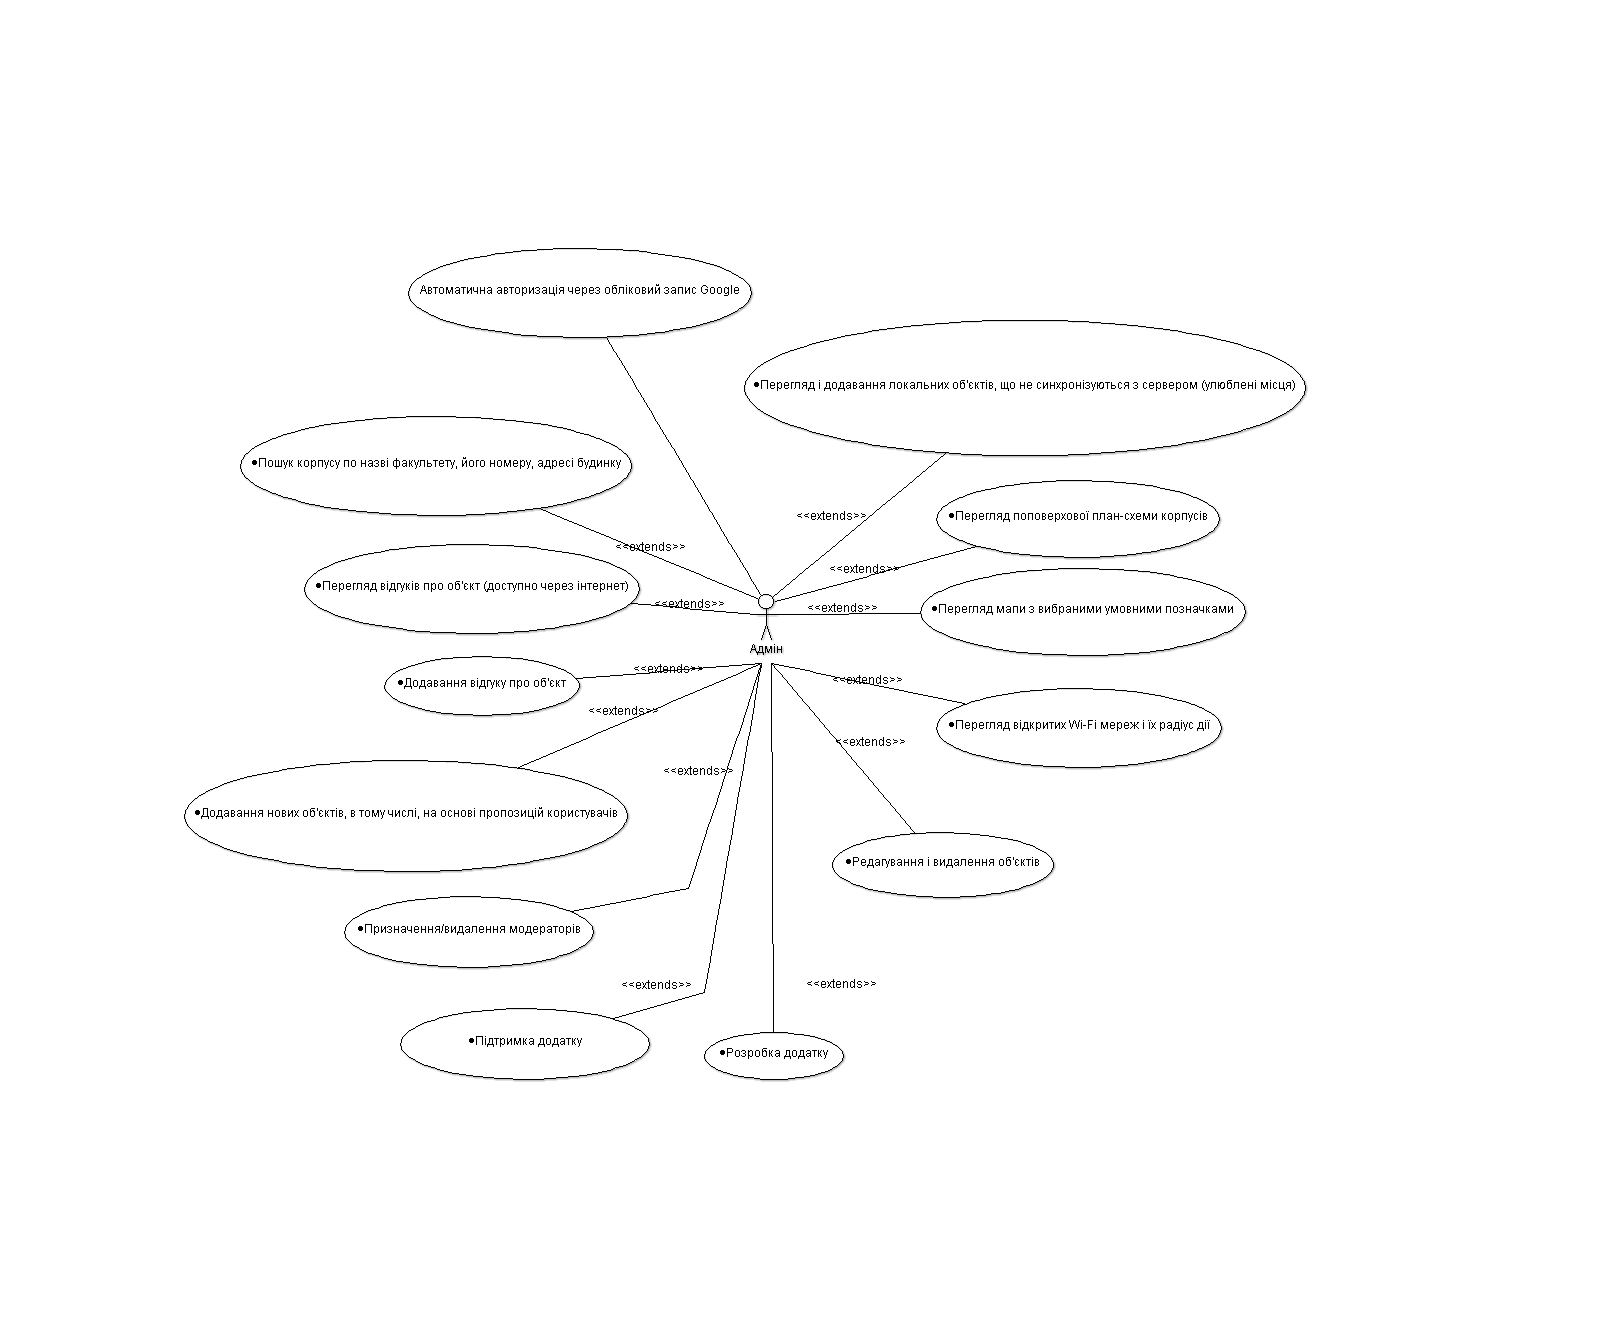 Автоматична авторизація через обліковий запис Google
●Перегляд і додавання локальних об'єктів, що не синхронізуються з сервером (улюблені місця)
●Пошук корпусу по назві факультету, його номеру, адресі будинку
<<extends>>
●Перегляд поповерхової план-схеми корпусів
<<extends>>
<<extends>>
●Перегляд відгуків про об'єкт (доступно через інтернет)
<<extends>>
<<extends>>
●Перегляд мапи з вибраними умовними позначками
Адмін
<<extends>>
●Додавання відгуку про об'єкт
<<extends>>
<<extends>>
●Перегляд відкритих Wi-Fi мереж і їх радіус дії
<<extends>>
<<extends>>
●Додавання нових об'єктів, в тому числі, на основі пропозицій користувачів
●Редагування і видалення об'єктів
●Призначення/видалення модераторів
<<extends>>
<<extends>>
●Підтримка додатку
●Розробка додатку